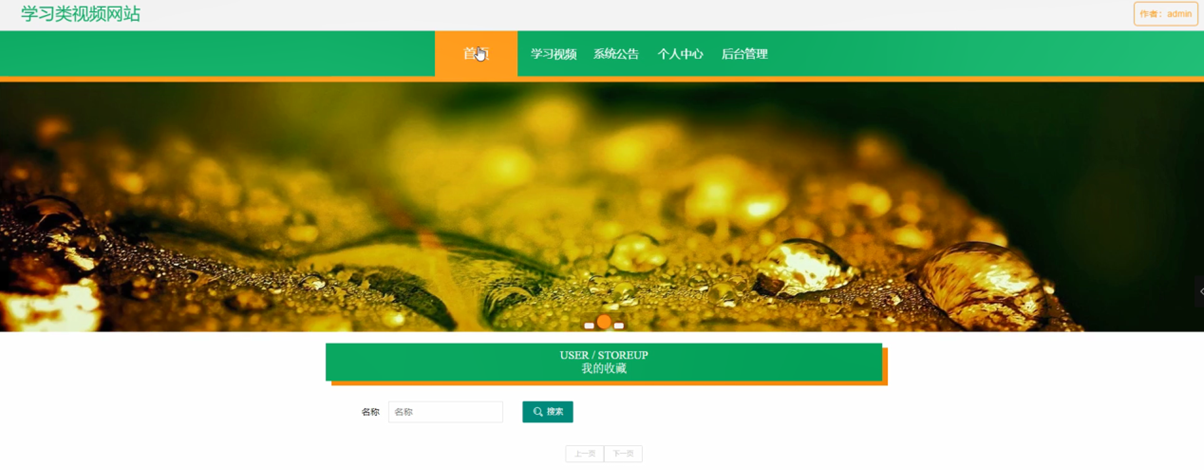 学习类视频网站
作者：admin
首页 学习视频 系统公告 个人中心 后台管理
USER / STOREUP
我的收藏
名称 名称 搜索
上一页 下一页